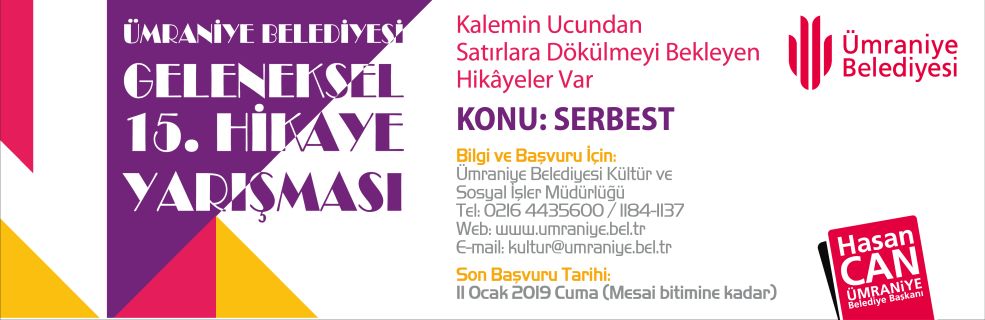 ÜMRANİYE BELEDİYESİ
GELENEKSEL
15. HİKAYE
YARIŞMASI
Kalemin Ucundan
Satırlara Dökülmeyi Bekleyen
Hikâyeler Var
KONU: SERBEST
Bilgi ve Başvuru İçin:
Ümraniye Belediyesi Kültür ve
Sosyal İşler Müdürlüğü
Tel: 0216 4435600 / 1184-1137
Web: www.umraniye.bel.tr
E-mail: kultur@umraniye.bel.tr
Son Başvuru Tarihi:
11 Ocak 2019 Cuma (Mesai bitimine kadar)
Ümraniye
Belediyesi
Hasan
CAN
ÜMRANİYE
Belediye Başkanı